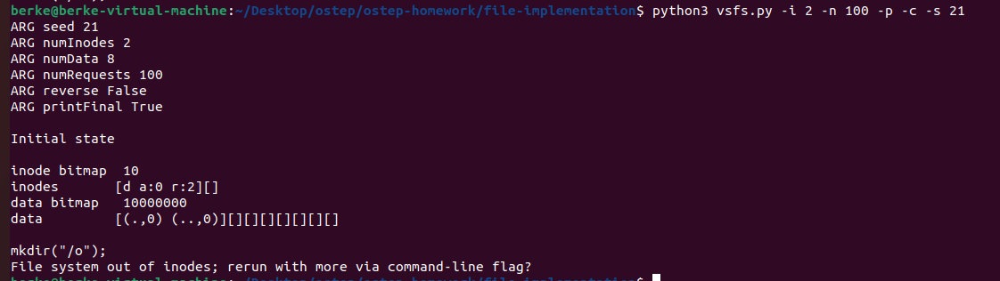 berke@berke-virtual-machine:~/Desktop/ostep/ostep-homework/file-implementation$ python3 vsfs.py -i 2 -n 100 -p -c -s 21
ARG seed 21
ARG numInodes 2
ARG numData 8
ARG numRequests 100
ARG reverse False
ARG printFinal True

Initial state

inode bitmap  10
inodes       [d a:0 r:2][]
data bitmap   10000000
data         [(.,0) (..,0)][][][][][][][]

mkdir("/o");
File system out of inodes; rerun with more via command-line flag?
berke@berke-virtual-machine:~/Desktop/ostep/ostep-homework/file-implementation$